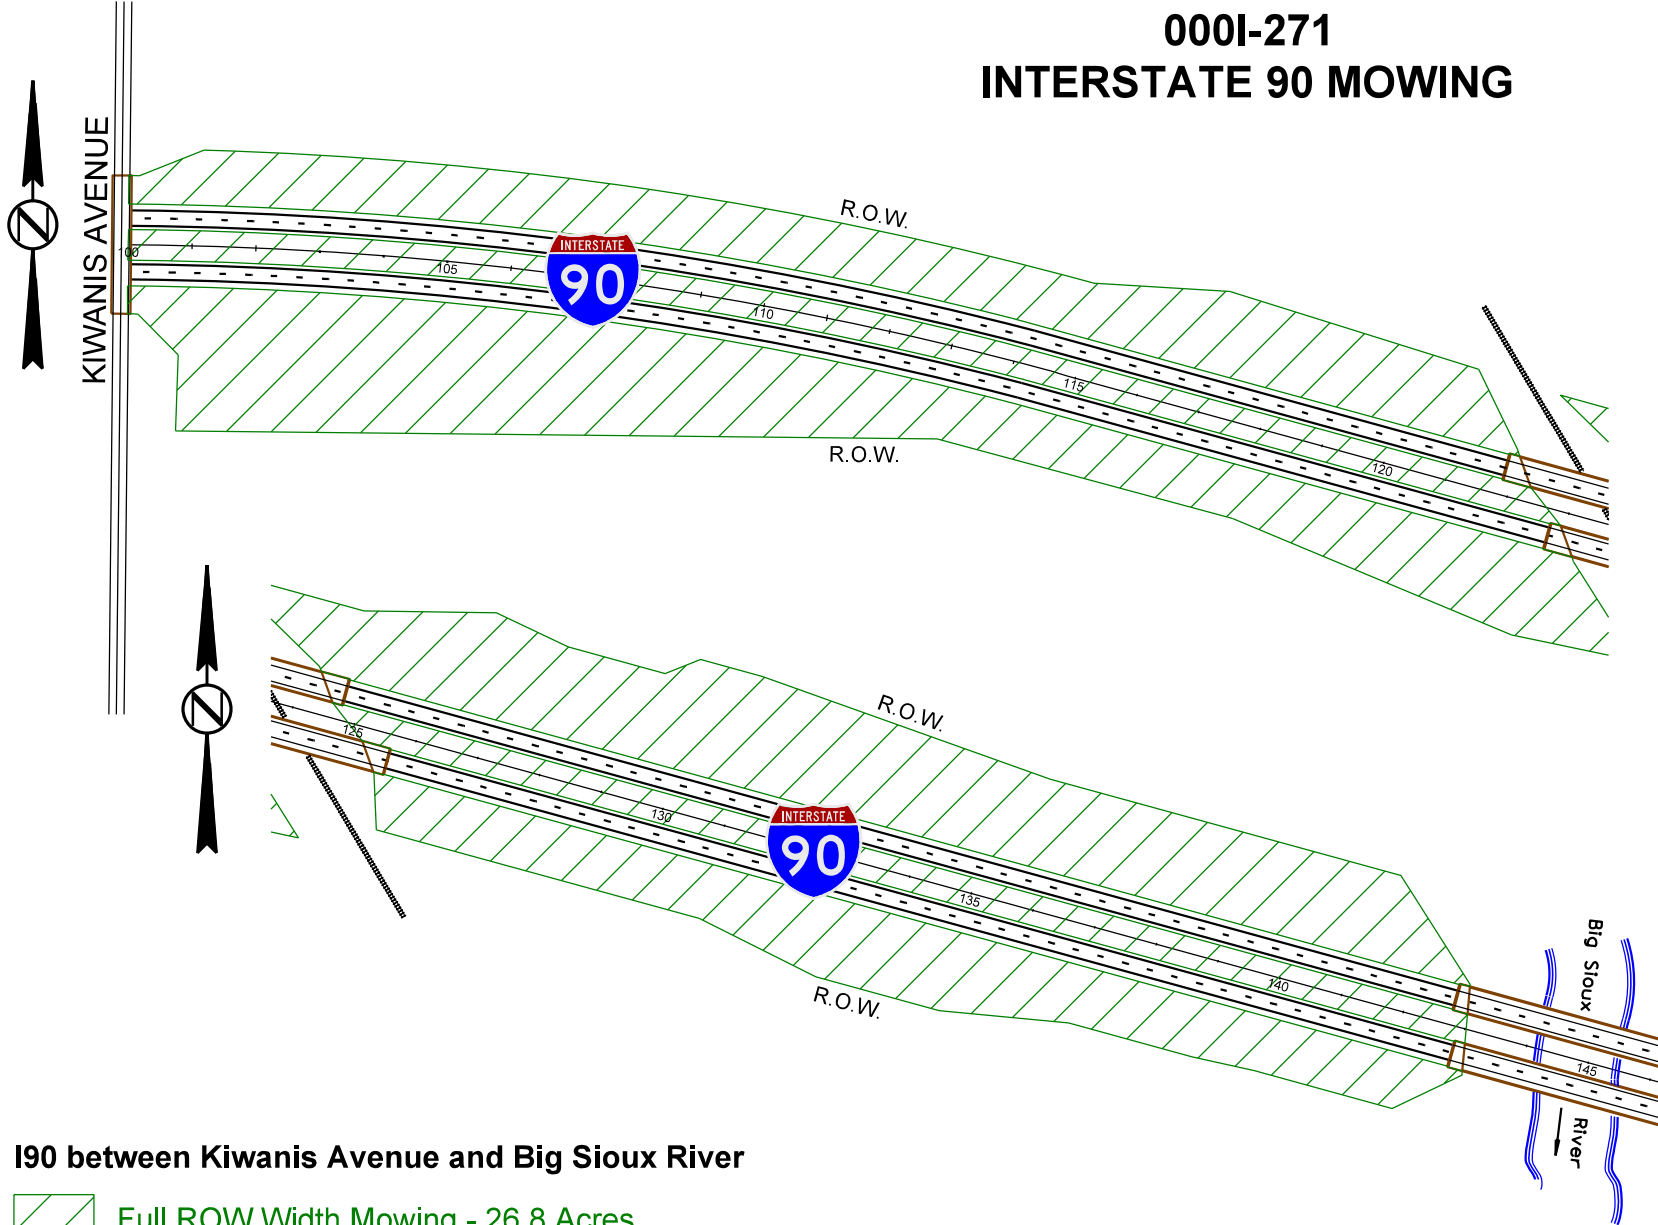 000I-271
INTERSTATE 90 MOWING
KIWANIS AVENUE
N
R.O.W.
100
105
INTERSTATE
90
110
115
120
R.O.W.
N
R.O.W.
125
130
INTERSTATE
90
135
140
145
R.O.W.
Big Sioux
River
I90 between Kiwanis Avenue and Big Sioux River
Full ROW Width Mowing - 26.8 Acres